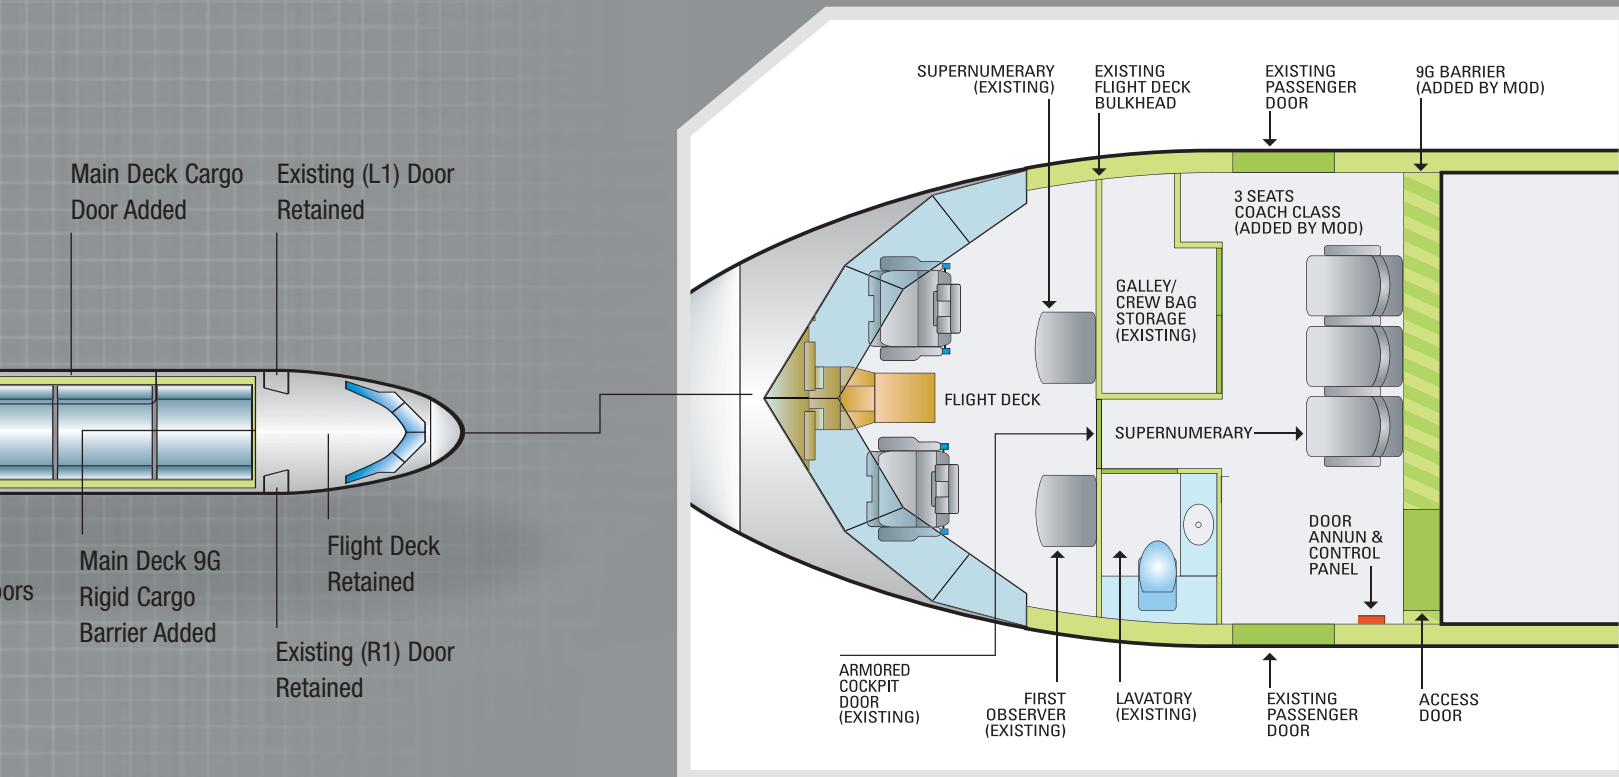 Main Deck Cargo
Door Added
Existing (L1) Door
Retained
Main Deck 9G
Rigid Cargo
Barrier Added
Flight Deck
Retained
Existing (R1) Door
Retained
ors
SUPERNUMERARY
(EXISTING)
EXISTING
FLIGHT DECK
BULKHEAD
EXISTING
PASSENGER
DOOR
9G BARRIER
(ADDED BY MOD)
3 SEATS
COACH CLASS
(ADDED BY MOD)
GALLEY/
CREW BAG
STORAGE
(EXISTING)
FLIGHT DECK
SUPERNUMERARY
DOOR
ANNUN &
CONTROL
PANEL
ARMORED
COCKPIT
DOOR
(EXISTING)
FIRST
OBSERVER
(EXISTING)
LAVATORY
(EXISTING)
EXISTING
PASSENGER
DOOR
ACCESS
DOOR